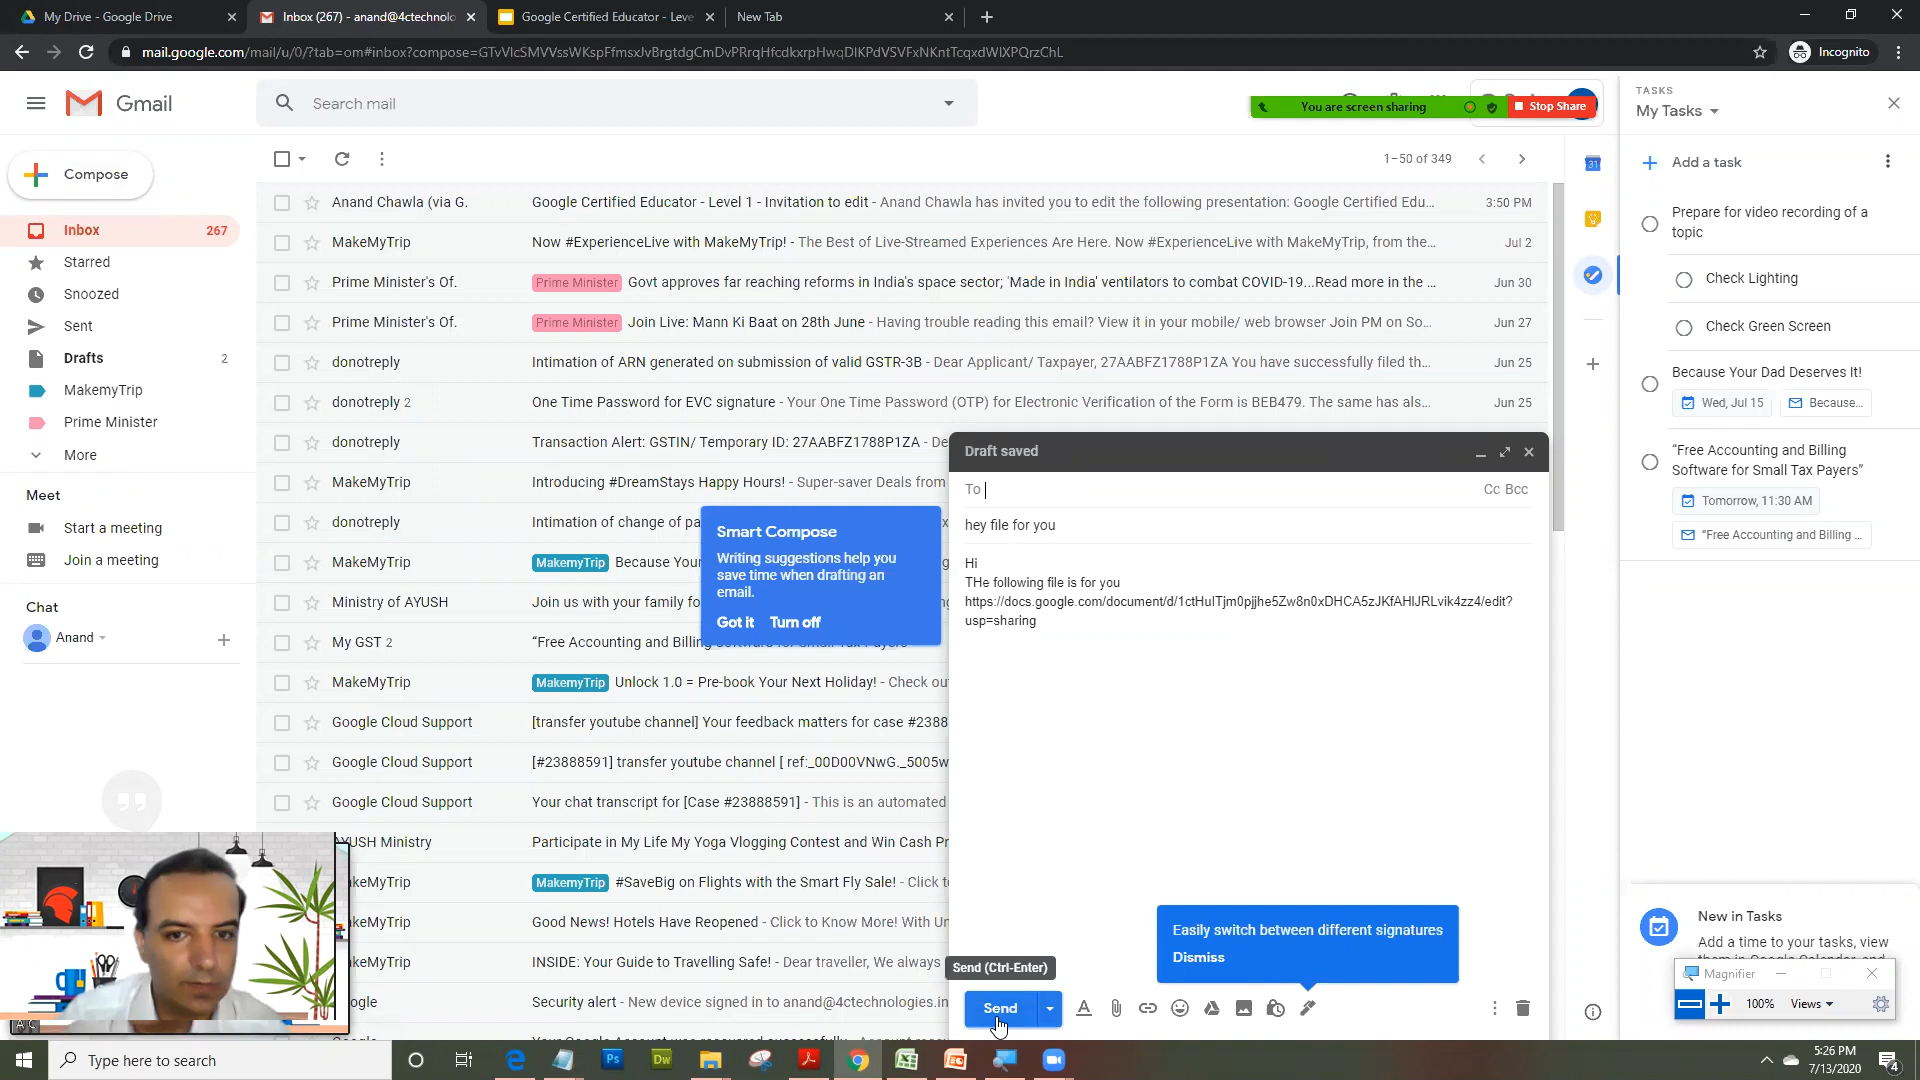 My Drive - Google Drive
Inbox (267) - anand@4ctechnolo
Google Certified Educator - Leve
New Tab
mail.google.com/mail/u/0/?tab=om#inbox?compose=GTvVlcSMVVssWKspFfmsxJvBrgtdgCmDvPRrqHfcdkxrpHwqDlKPdVSVFxNKntTcqxdWlXPQrzChL
Incognito
Gmail
Search mail
You are screen sharing
Stop Share
TASKS
My Tasks
Compose
1–50 of 349
Add a task
Inbox 267
Starred
Snoozed
Sent
Drafts 2
MakemyTrip
Prime Minister
More
Meet
Start a meeting
Join a meeting
Chat
Anand
Anand Chawla (via G. Google Certified Educator - Level 1 - Invitation to edit - Anand Chawla has invited you to edit the following presentation: Google Certified Edu... 3:50 PM
MakeMyTrip Now #ExperienceLive with MakeMyTrip! - The Best of Live-Streamed Experiences Are Here. Now #ExperienceLive with MakeMyTrip, from the... Jul 2
Prime Minister's Of. Prime Minister Govt approves far reaching reforms in India's space sector; 'Made in India' ventilators to combat COVID-19...Read more in the ... Jun 30
Prime Minister's Of. Prime Minister Join Live: Mann Ki Baat on 28th June - Having trouble reading this email? View it in your mobile/ web browser Join PM on So... Jun 27
donotreply Intimation of ARN generated on submission of valid GSTR-3B - Dear Applicant/ Taxpayer, 27AABFZ1788P1ZA You have successfully filed th... Jun 25
donotreply 2 One Time Password for EVC signature - Your One Time Password (OTP) for Electronic Verification of the Form is BEB479. The same has als... Jun 25
donotreply Transaction Alert: GSTIN/ Temporary ID: 27AABFZ1788P1ZA - De
MakeMyTrip Introducing #DreamStays Happy Hours! - Super-saver Deals from
donotreply Intimation of change of pa
MakeMyTrip MakemyTrip Because You
Ministry of AYUSH Join us with your family fo
My GST 2 “Free Accounting and Billing Software for Small Tax Payers”
MakeMyTrip MakemyTrip Unlock 1.0 = Pre-book Your Next Holiday! - Check ou
Google Cloud Support [transfer youtube channel] Your feedback matters for case #2388
Google Cloud Support [#23888591] transfer youtube channel [ ref:_00D00VNwG._5005w
Google Cloud Support Your chat transcript for [Case #23888591] - This is an automated
AYUSH Ministry Participate in My Life My Yoga Vlogging Contest and Win Cash Pr
akeMyTrip MakemyTrip #SaveBig on Flights with the Smart Fly Sale! - Click t
akeMyTrip Good News! Hotels Have Reopened - Click to Know More! With Un
akeMyTrip INSIDE: Your Guide to Travelling Safe! - Dear traveller, We always
ogle Security alert - New device signed in to anand@4ctechnologies.in
Smart Compose
Writing suggestions help you
save time when drafting an
email.
Got it Turn off
Draft saved
To
Cc Bcc
hey file for you
Hi
THe following file is for you
https://docs.google.com/document/d/1ctHulTjm0pjjhe5Zw8n0xDHCA5zJKfAHlJRLvik4zz4/edit?
usp=sharing
Easily switch between different signatures
Dismiss
Send (Ctrl-Enter)
Send
Prepare for video recording of a
topic
Check Lighting
Check Green Screen
Because Your Dad Deserves It!
Wed, Jul 15 Because...
“Free Accounting and Billing
Software for Small Tax Payers”
Tomorrow, 11:30 AM
“Free Accounting and Billing ...
New in Tasks
Add a time to your tasks, view
Magnifier
100% Views
A C
Type here to search
5:26 PM
7/13/2020
4